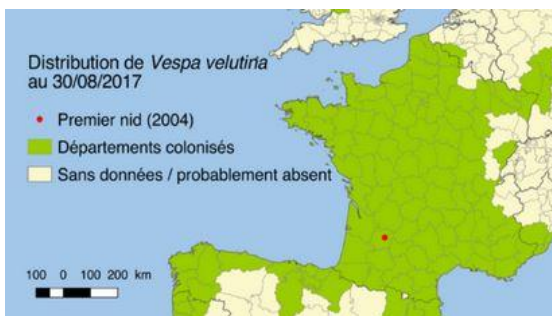 Distribution de Vespa velutina
au 30/08/2017
Premier nid (2004)
Départements colonisés
Sans données / probablement absent
100 0 100 200 km